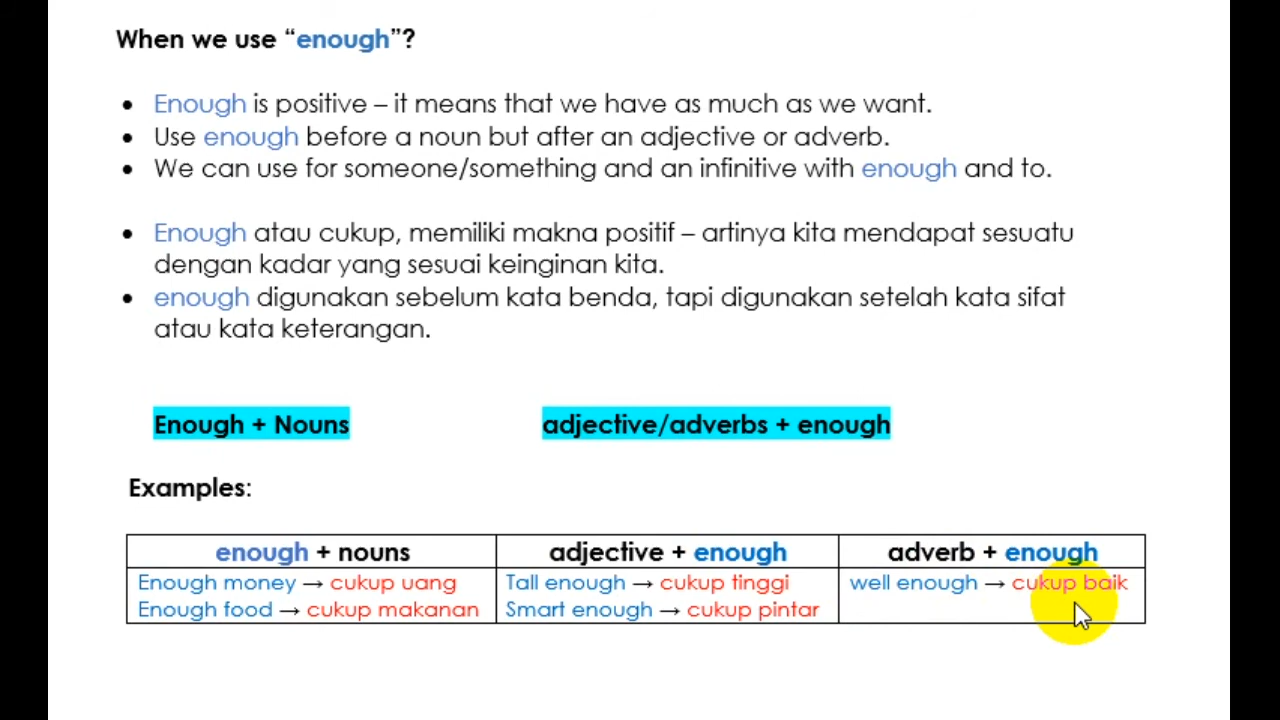 When we use “enough”?
• Enough is positive – it means that we have as much as we want.
• Use enough before a noun but after an adjective or adverb.
• We can use for someone/something and an infinitive with enough and to.
• Enough atau cukup, memiliki makna positif – artinya kita mendapat sesuatu
dengan kadar yang sesuai keinginan kita.
• enough digunakan sebelum kata benda, tapi digunakan setelah kata sifat
atau kata keterangan.
Enough + Nouns adjective/adverbs + enough
Examples:
enough + nouns adjective + enough adverb + enough
Enough money → cukup uang Tall enough → cukup tinggi well enough → cukup baik
Enough food → cukup makanan Smart enough → cukup pintar